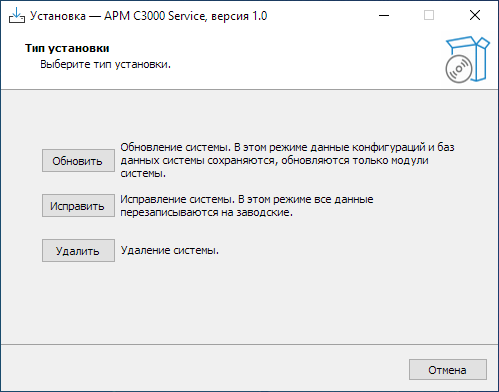 Установка — АРМ С3000 Service, версия 1.0
Тип установки
Выберите тип установки.
Обновить
Обновление системы. В этом режиме данные конфигураций и баз
данных системы сохраняются, обновляются только модули
системы.
Исправить
Исправление системы. В этом режиме все данные
перезаписываются на заводские.
Удалить
Удаление системы.
Отмена